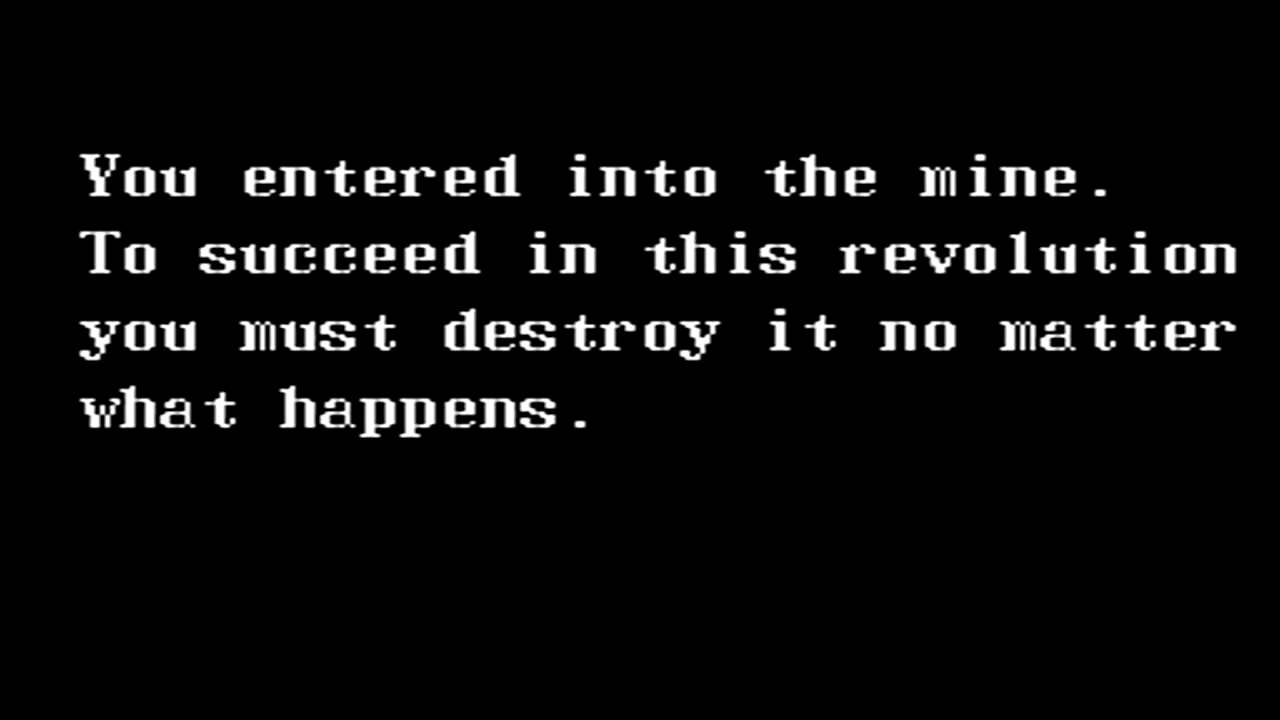 You entered into the mine.
To succeed in this revolution
you must destroy it no matter
what happens.